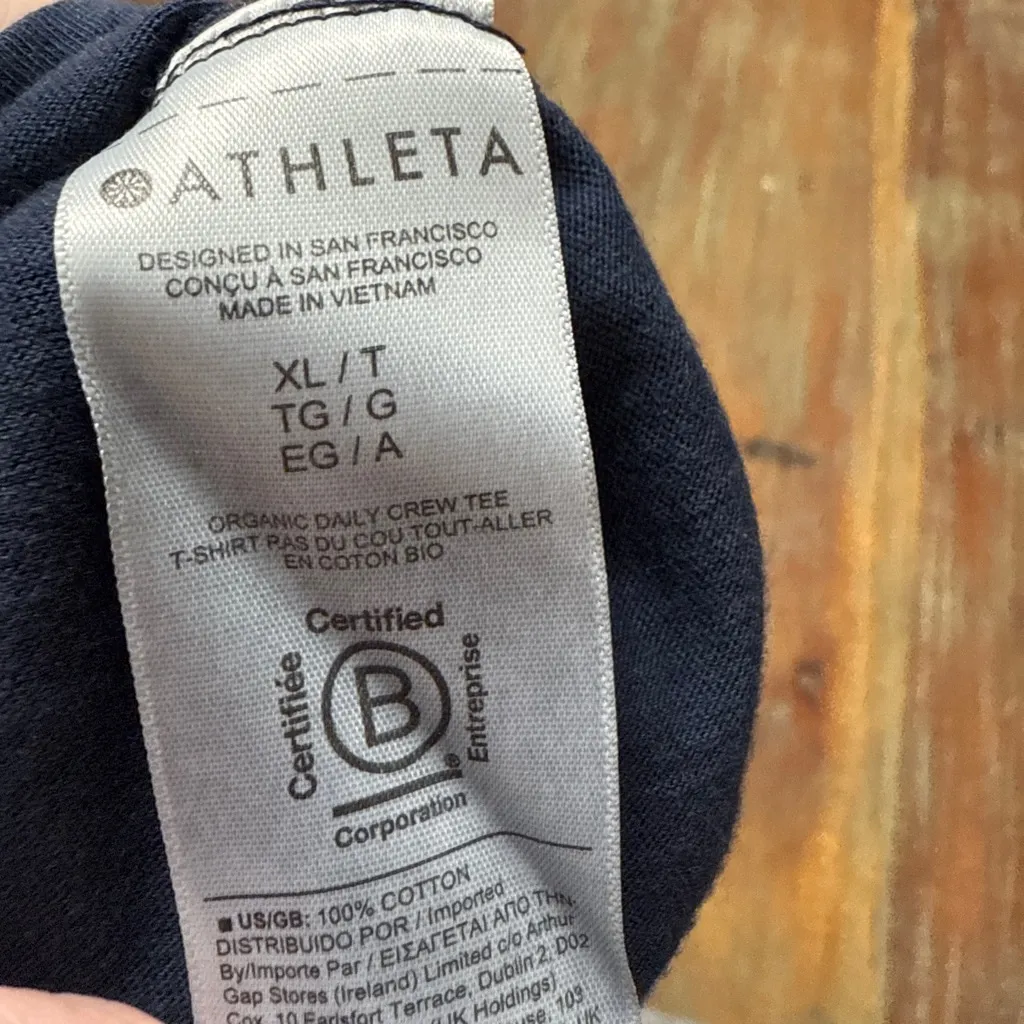 ATHLETA
DESIGNED IN SAN FRANCISCO
CONÇU À SAN FRANCISCO
MADE IN VIETNAM
XL / T
TG / G
EG / A
ORGANIC DAILY CREW TEE
T-SHIRT PAS DU COU TOUT-ALLER
EN COTON BIO
Certified
Certifiée
B
®
Entreprise
Corporation
US/GB: 100% COTTON
DISTRIBUIDO POR / Imported
By/Importe Par / ΕΙΣΑΓΕΤΑΙ ΑΠΟ ΤΗΝ:
Gap Stores (Ireland) Limited c/o Arthur
Cox, 10 Earlsfort Terrace, Dublin 2, D02
(UK Holdings)
103
UK